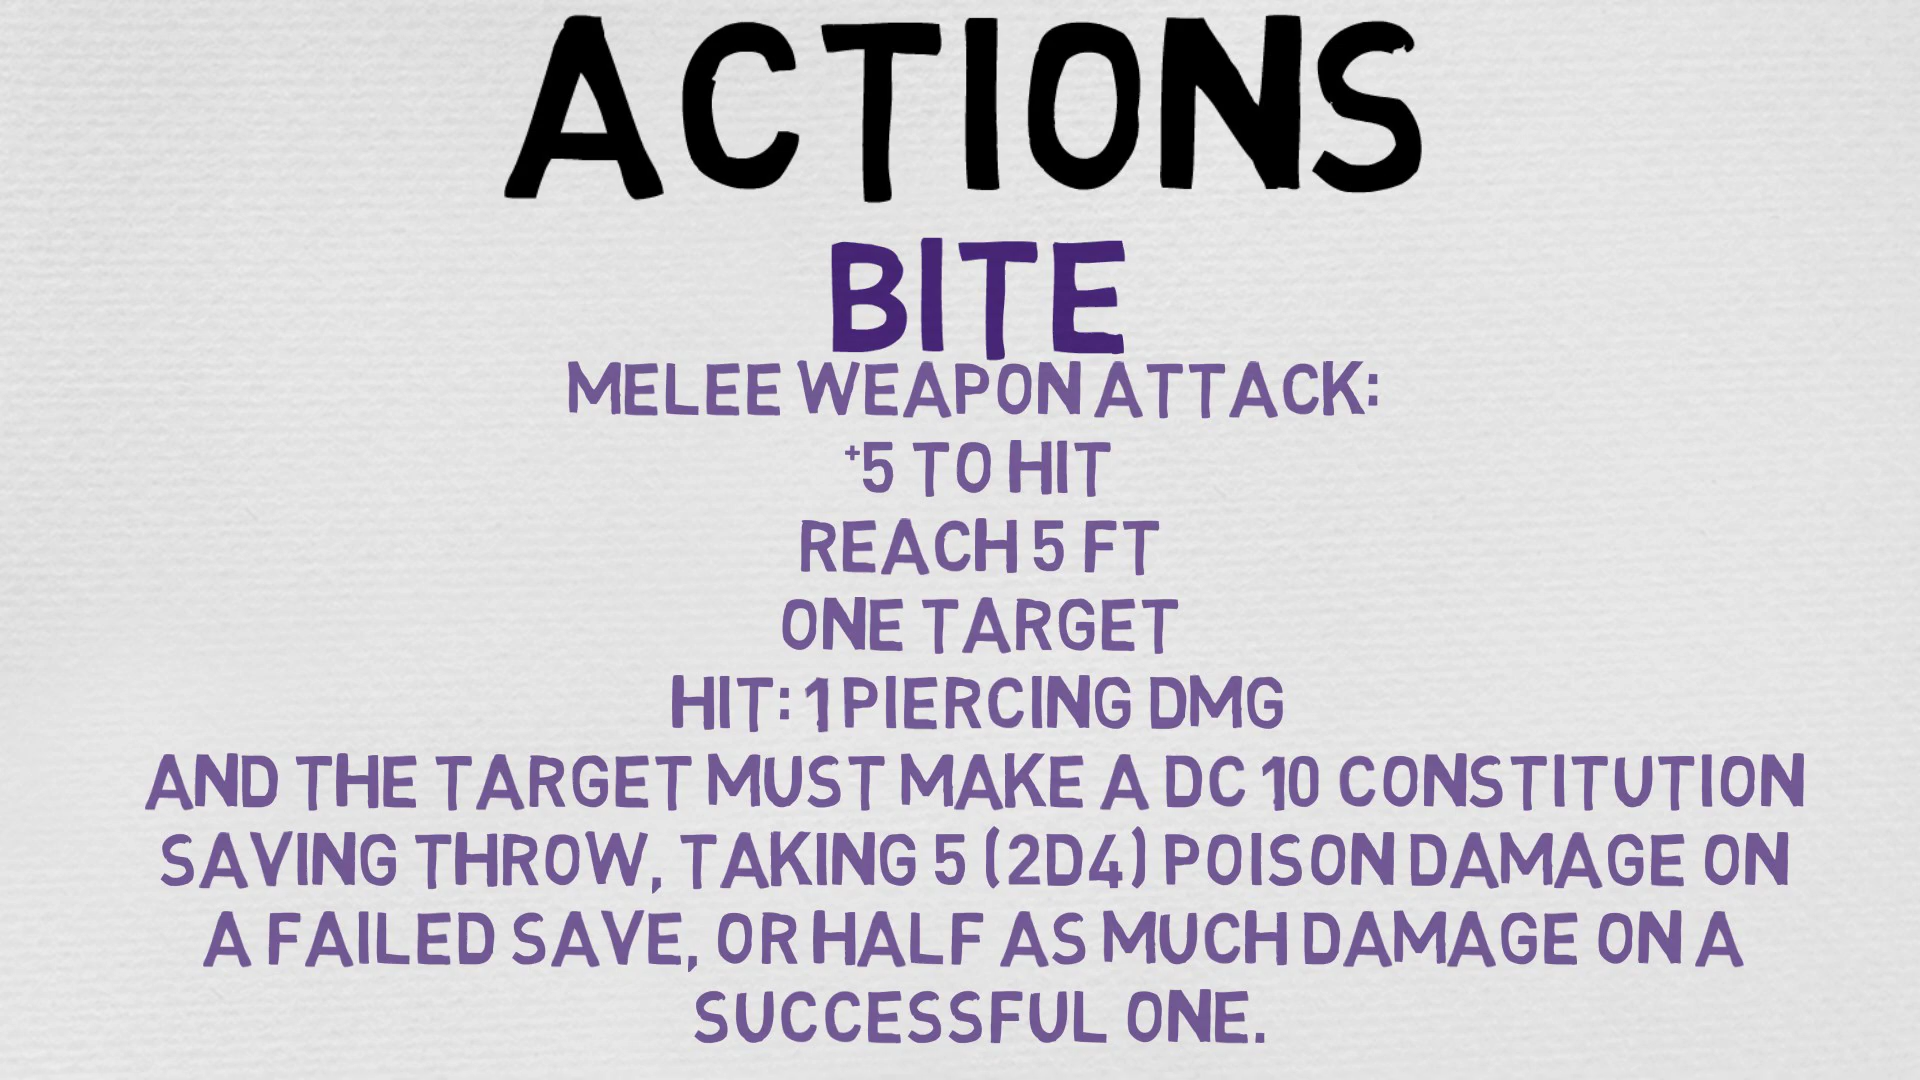 ACTIONS
BITE
MELEE WEAPON ATTACK:
+5 TO HIT
REACH 5 FT
ONE TARGET
HIT: 1 PIERCING DMG
AND THE TARGET MUST MAKE A DC 10 CONSTITUTION
SAVING THROW, TAKING 5 (2D4) POISON DAMAGE ON
A FAILED SAVE, OR HALF AS MUCH DAMAGE ON A
SUCCESSFUL ONE.